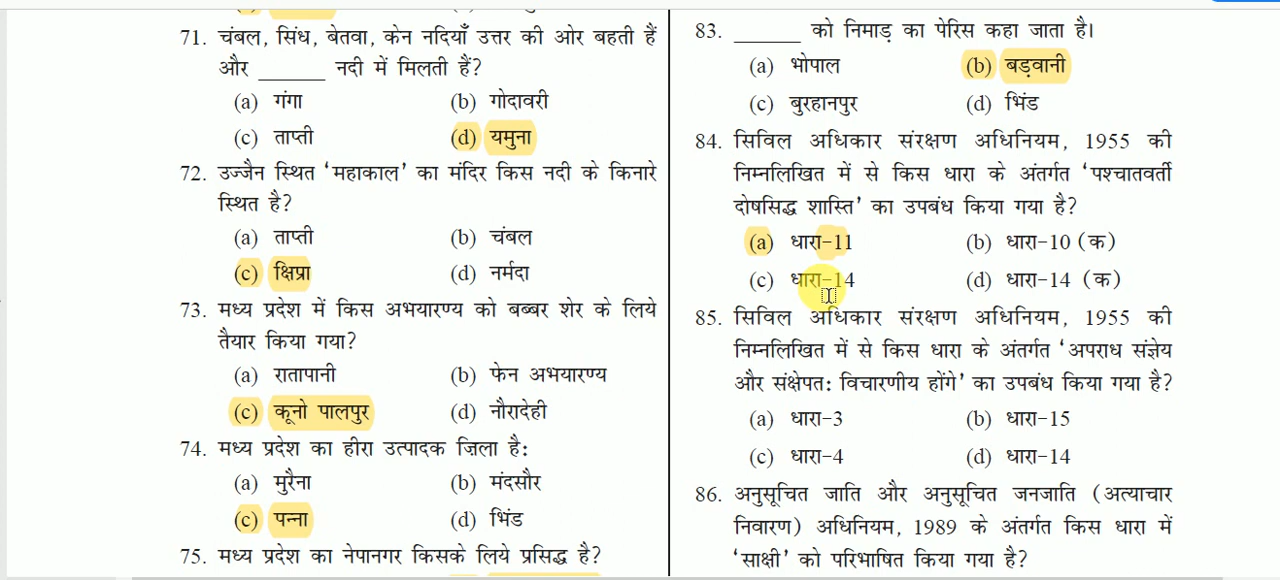 71. चंबल, सिंध, बेतवा, केन नदियाँ उत्तर की ओर बहती हैं
और ______ नदी में मिलती हैं?
(a) गंगा (b) गोदावरी
(c) ताप्ती (d) यमुना
72. उज्जैन स्थित ‘महाकाल’ का मंदिर किस नदी के किनारे
स्थित है?
(a) ताप्ती (b) चंबल
(c) क्षिप्रा (d) नर्मदा
73. मध्य प्रदेश में किस अभयारण्य को बब्बर शेर के लिये
तैयार किया गया?
(a) रातापानी (b) फेन अभयारण्य
(c) कूनो पालपुर (d) नौरादेही
74. मध्य प्रदेश का हीरा उत्पादक ज़िला है:
(a) मुरैना (b) मंदसौर
(c) पन्ना (d) भिंड
75. मध्य प्रदेश का नेपानगर किसके लिये प्रसिद्ध है?
83. ______ को निमाड़ का पेरिस कहा जाता है।
(a) भोपाल (b) बड़वानी
(c) बुरहानपुर (d) भिंड
84. सिविल अधिकार संरक्षण अधिनियम, 1955 की
निम्नलिखित में से किस धारा के अंतर्गत ‘पश्चातवर्ती
दोषसिद्ध शास्ति’ का उपबंध किया गया है?
(a) धारा-11 (b) धारा-10 (क)
(c) धारा-14 (d) धारा-14 (क)
85. सिविल अधिकार संरक्षण अधिनियम, 1955 की
निम्नलिखित में से किस धारा के अंतर्गत ‘अपराध संज्ञेय
और संक्षेपतः विचारणीय होंगे’ का उपबंध किया गया है?
(a) धारा-3 (b) धारा-15
(c) धारा-4 (d) धारा-14
86. अनुसूचित जाति और अनुसूचित जनजाति (अत्याचार
निवारण) अधिनियम, 1989 के अंतर्गत किस धारा में
‘साक्षी’ को परिभाषित किया गया है?